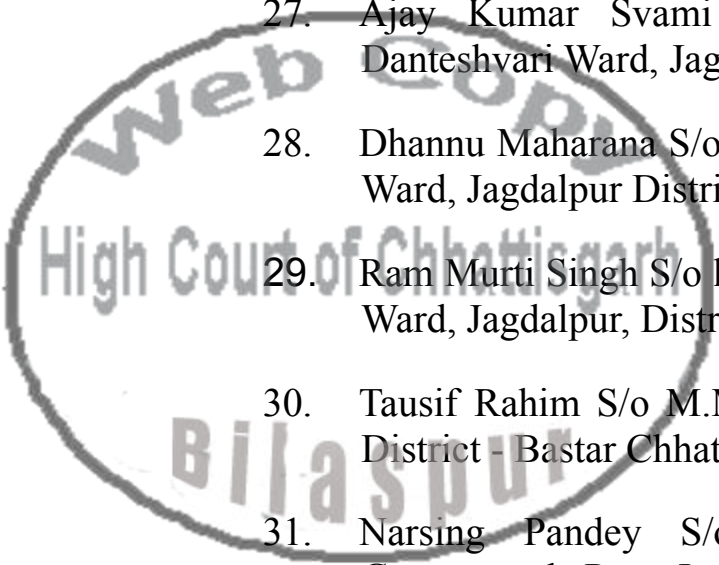 27. Ajay Kumar Svami
Danteshvari Ward, Jag
28. Dhannu Maharana S/o
Ward, Jagdalpur Distri
29. Ram Murti Singh S/o
Ward, Jagdalpur, Distr
30. Tausif Rahim S/o M.M
District - Bastar Chhat
31. Narsing Pandey S/o
Web Copy
High Court of Chhattisgarh
Bilaspur